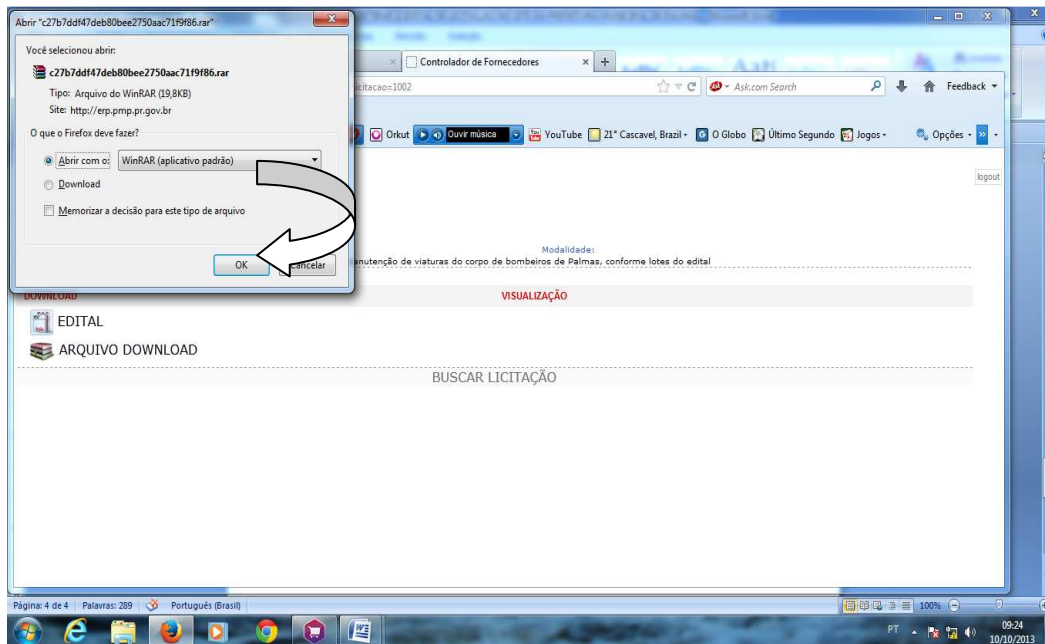 Abrir "c27b7ddf47deb80bee2750aac71f9f86.rar"
Você selecionou abrir:
c27b7ddf47deb80bee2750aac71f9f86.rar
Tipo: Arquivo do WinRAR (19,8KB)
Site: http://erp.pmp.pr.gov.br
O que o Firefox deve fazer?
Abrir com o: WinRAR (aplicativo padrão)
Download
Memorizar a decisão para este tipo de arquivo
OK Cancelar
Controlador de Fornecedores
icitacao=1002 Ask.com Search Feedback
Orkut Ouvir música YouTube 21° Cascavel, Brazil O Globo Último Segundo Jogos Opções
logout
Modalidade:
anutenção de viaturas do corpo de bombeiros de Palmas, conforme lotes do edital
DOWNLOAD VISUALIZAÇÃO
EDITAL
ARQUIVO DOWNLOAD
BUSCAR LICITAÇÃO
Página: 4 de 4 Palavras: 289 Português (Brasil) 100%
PT 09:24
10/10/2013